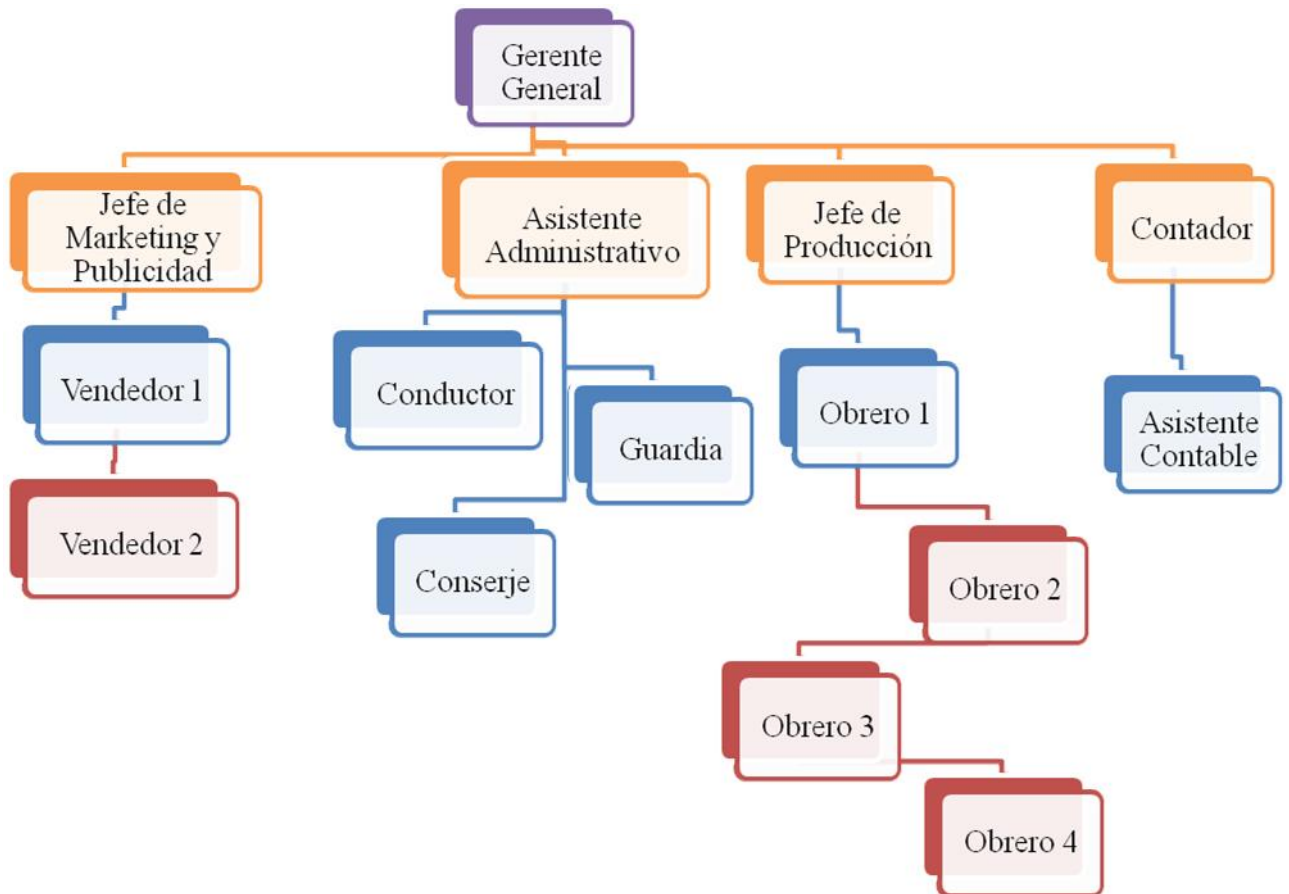 Gerente
General
Jefe de
Marketing y
Publicidad
Asistente
Administrativo
Jefe de
Producción
Contador
Vendedor 1
Conductor
Guardia
Obrero 1
Asistente
Contable
Vendedor 2
Conserje
Obrero 2
Obrero 3
Obrero 4